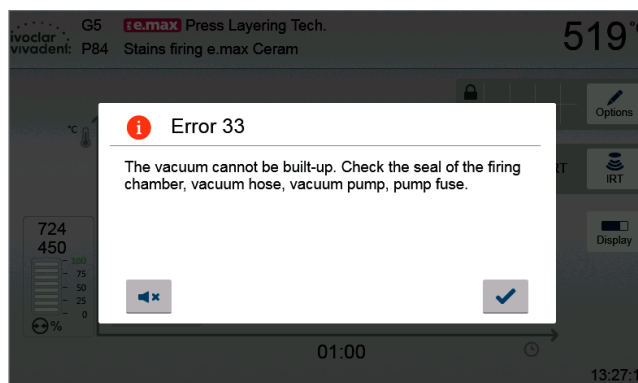 ivoclar
vivadent:
G5 e.max Press Layering Tech.
P84 Stains firing e.max Ceram
519°
Options
°C
Error 33
The vacuum cannot be built-up. Check the seal of the firing
chamber, vacuum hose, vacuum pump, pump fuse.
RT
IRT
Display
724
450
100
75
50
25
0
%
01:00
13:27:1